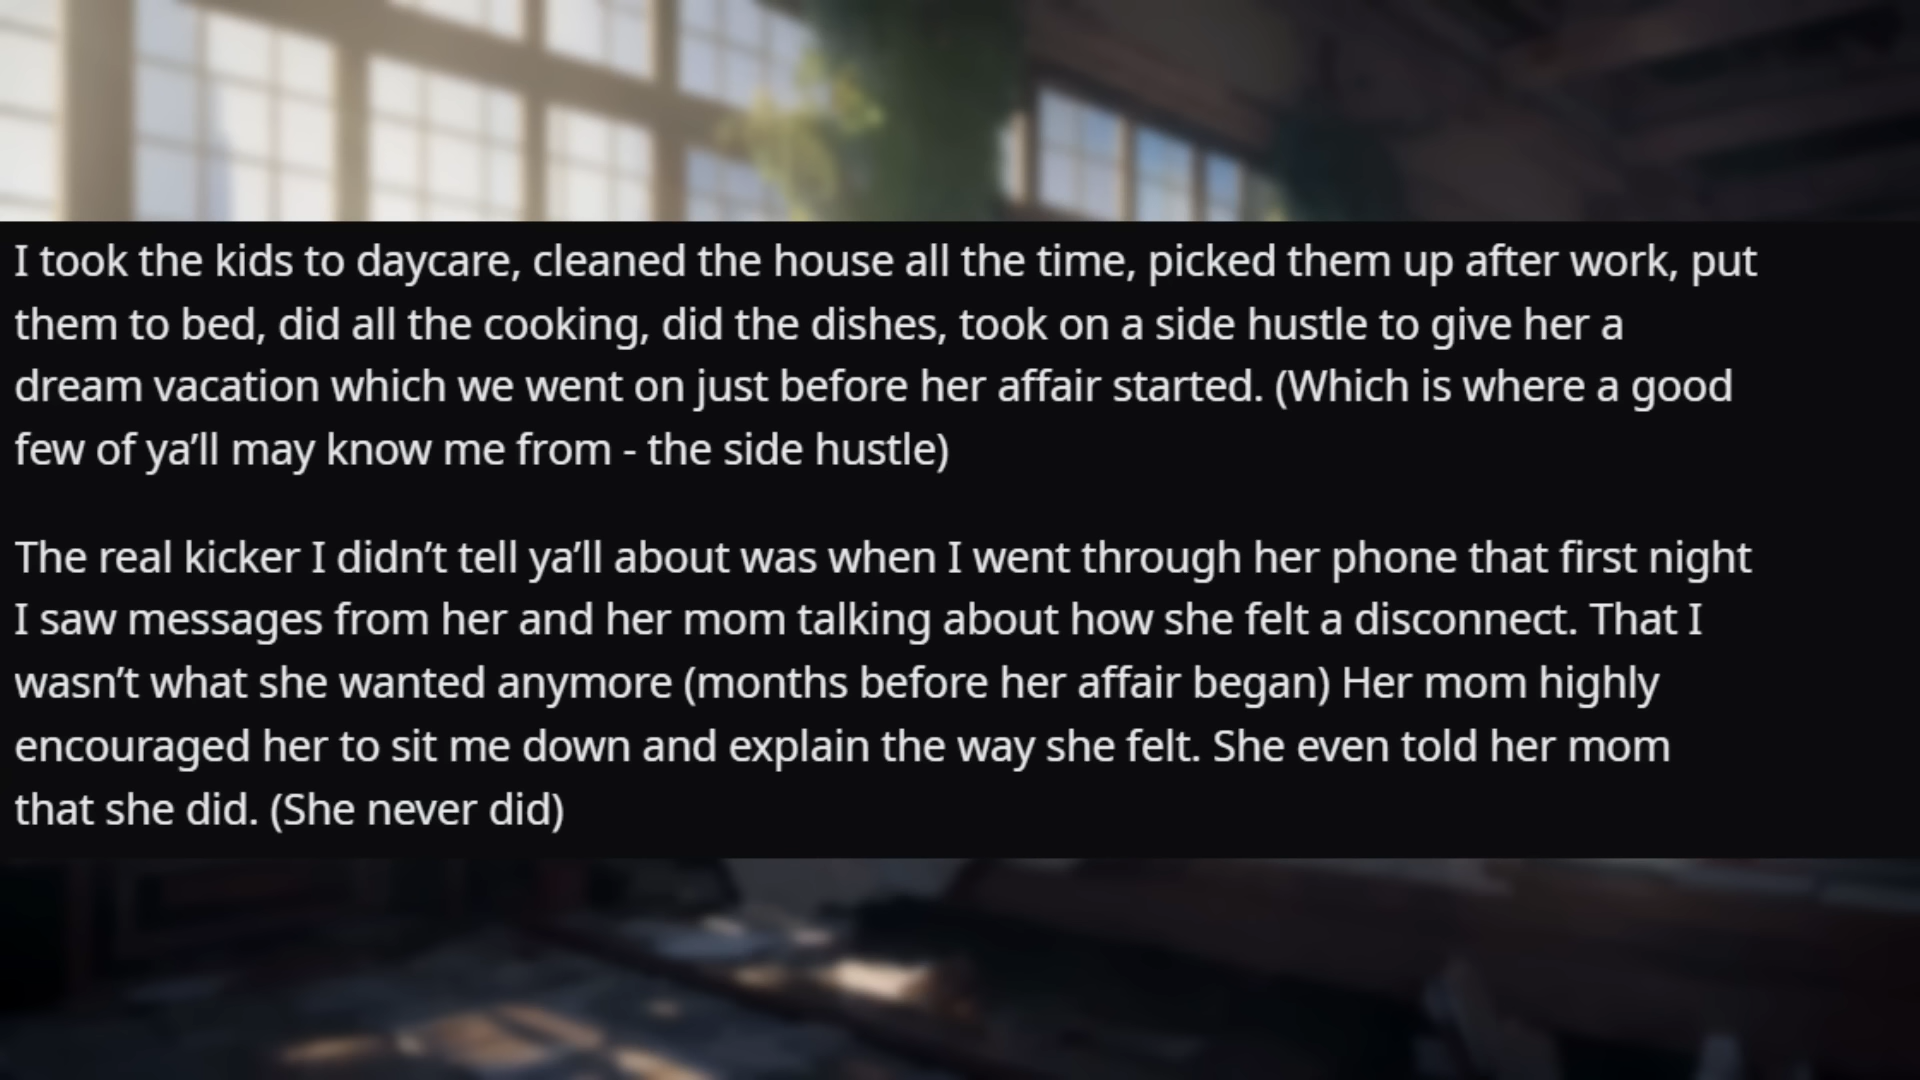 I took the kids to daycare, cleaned the house all the time, picked them up after work, put
them to bed, did all the cooking, did the dishes, took on a side hustle to give her a
dream vacation which we went on just before her affair started. (Which is where a good
few of ya’ll may know me from - the side hustle)
The real kicker I didn’t tell ya’ll about was when I went through her phone that first night
I saw messages from her and her mom talking about how she felt a disconnect. That I
wasn’t what she wanted anymore (months before her affair began) Her mom highly
encouraged her to sit me down and explain the way she felt. She even told her mom
that she did. (She never did)